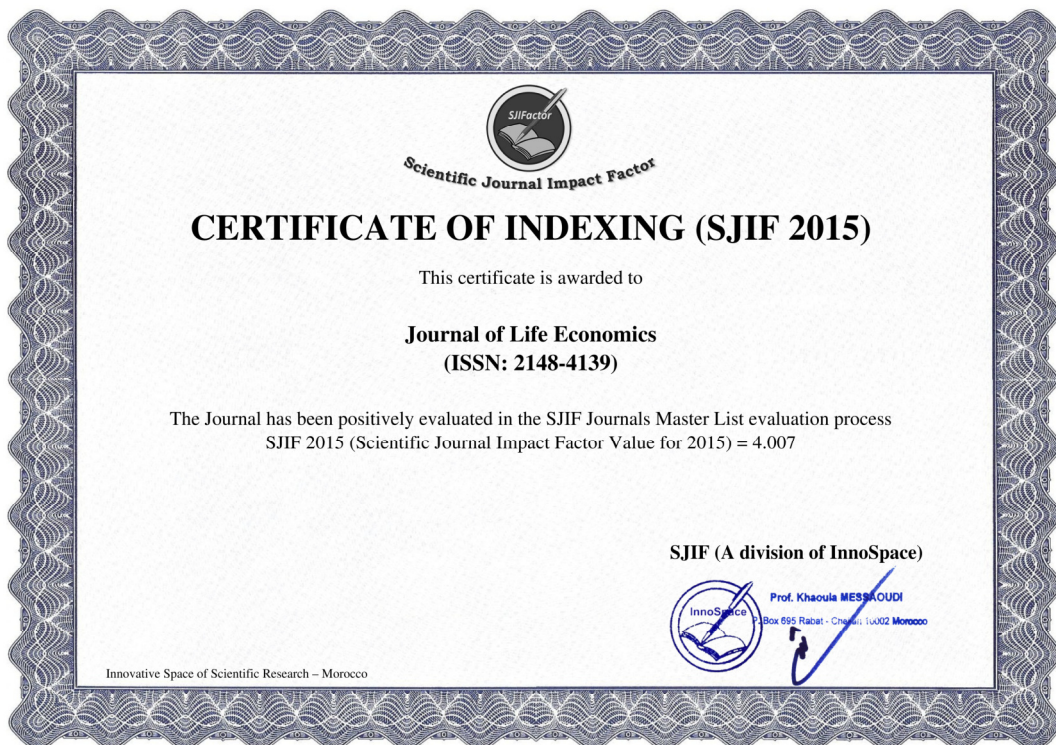 SJIFactor
Scientific Journal Impact Factor
CERTIFICATE OF INDEXING (SJIF 2015)
This certificate is awarded to
Journal of Life Economics
(ISSN: 2148-4139)
The Journal has been positively evaluated in the SJIF Journals Master List evaluation process
SJIF 2015 (Scientific Journal Impact Factor Value for 2015) = 4.007
SJIF (A division of InnoSpace)
InnoSpace
Prof. Khaoula MESSAOUDI
Box 695 Rabat - 10002 Morocco
Innovative Space of Scientific Research – Morocco